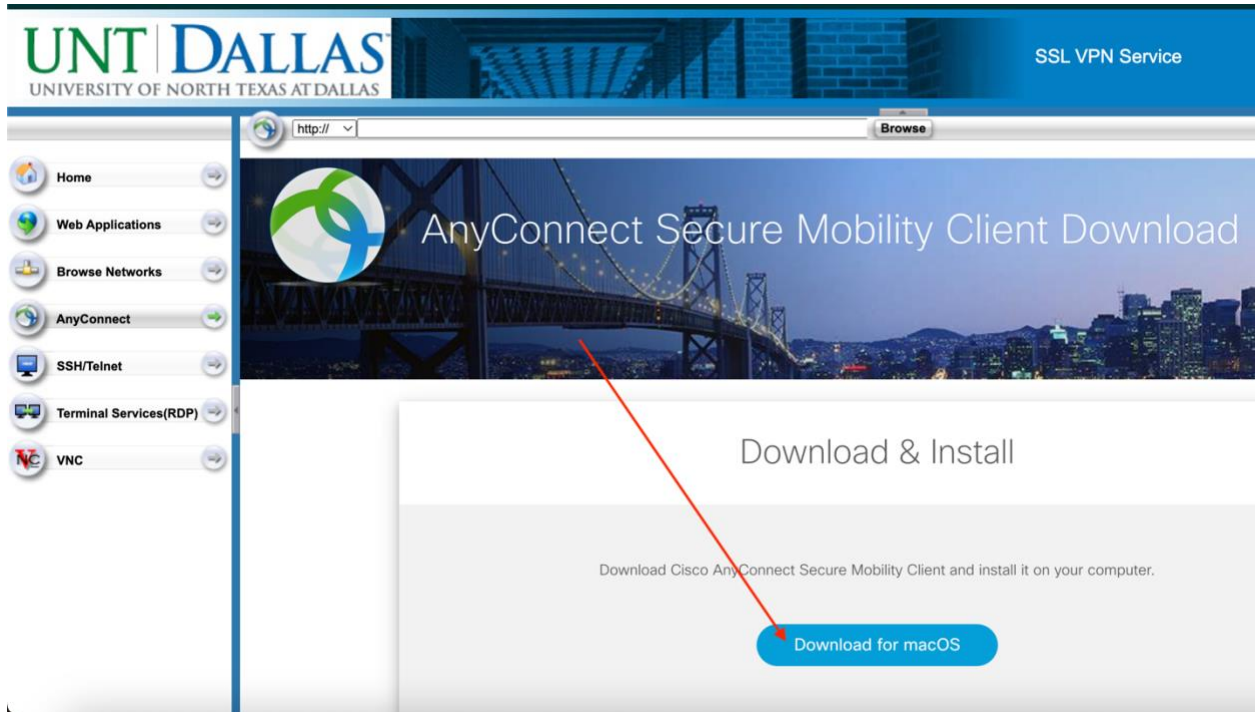 UNT DALLAS
UNIVERSITY OF NORTH TEXAS AT DALLAS
SSL VPN Service
http://
Browse
Home
Web Applications
Browse Networks
AnyConnect
SSH/Telnet
Terminal Services(RDP)
VNC
VNC
AnyConnect Secure Mobility Client Download
Download & Install
Download Cisco AnyConnect Secure Mobility Client and install it on your computer.
Download for macOS